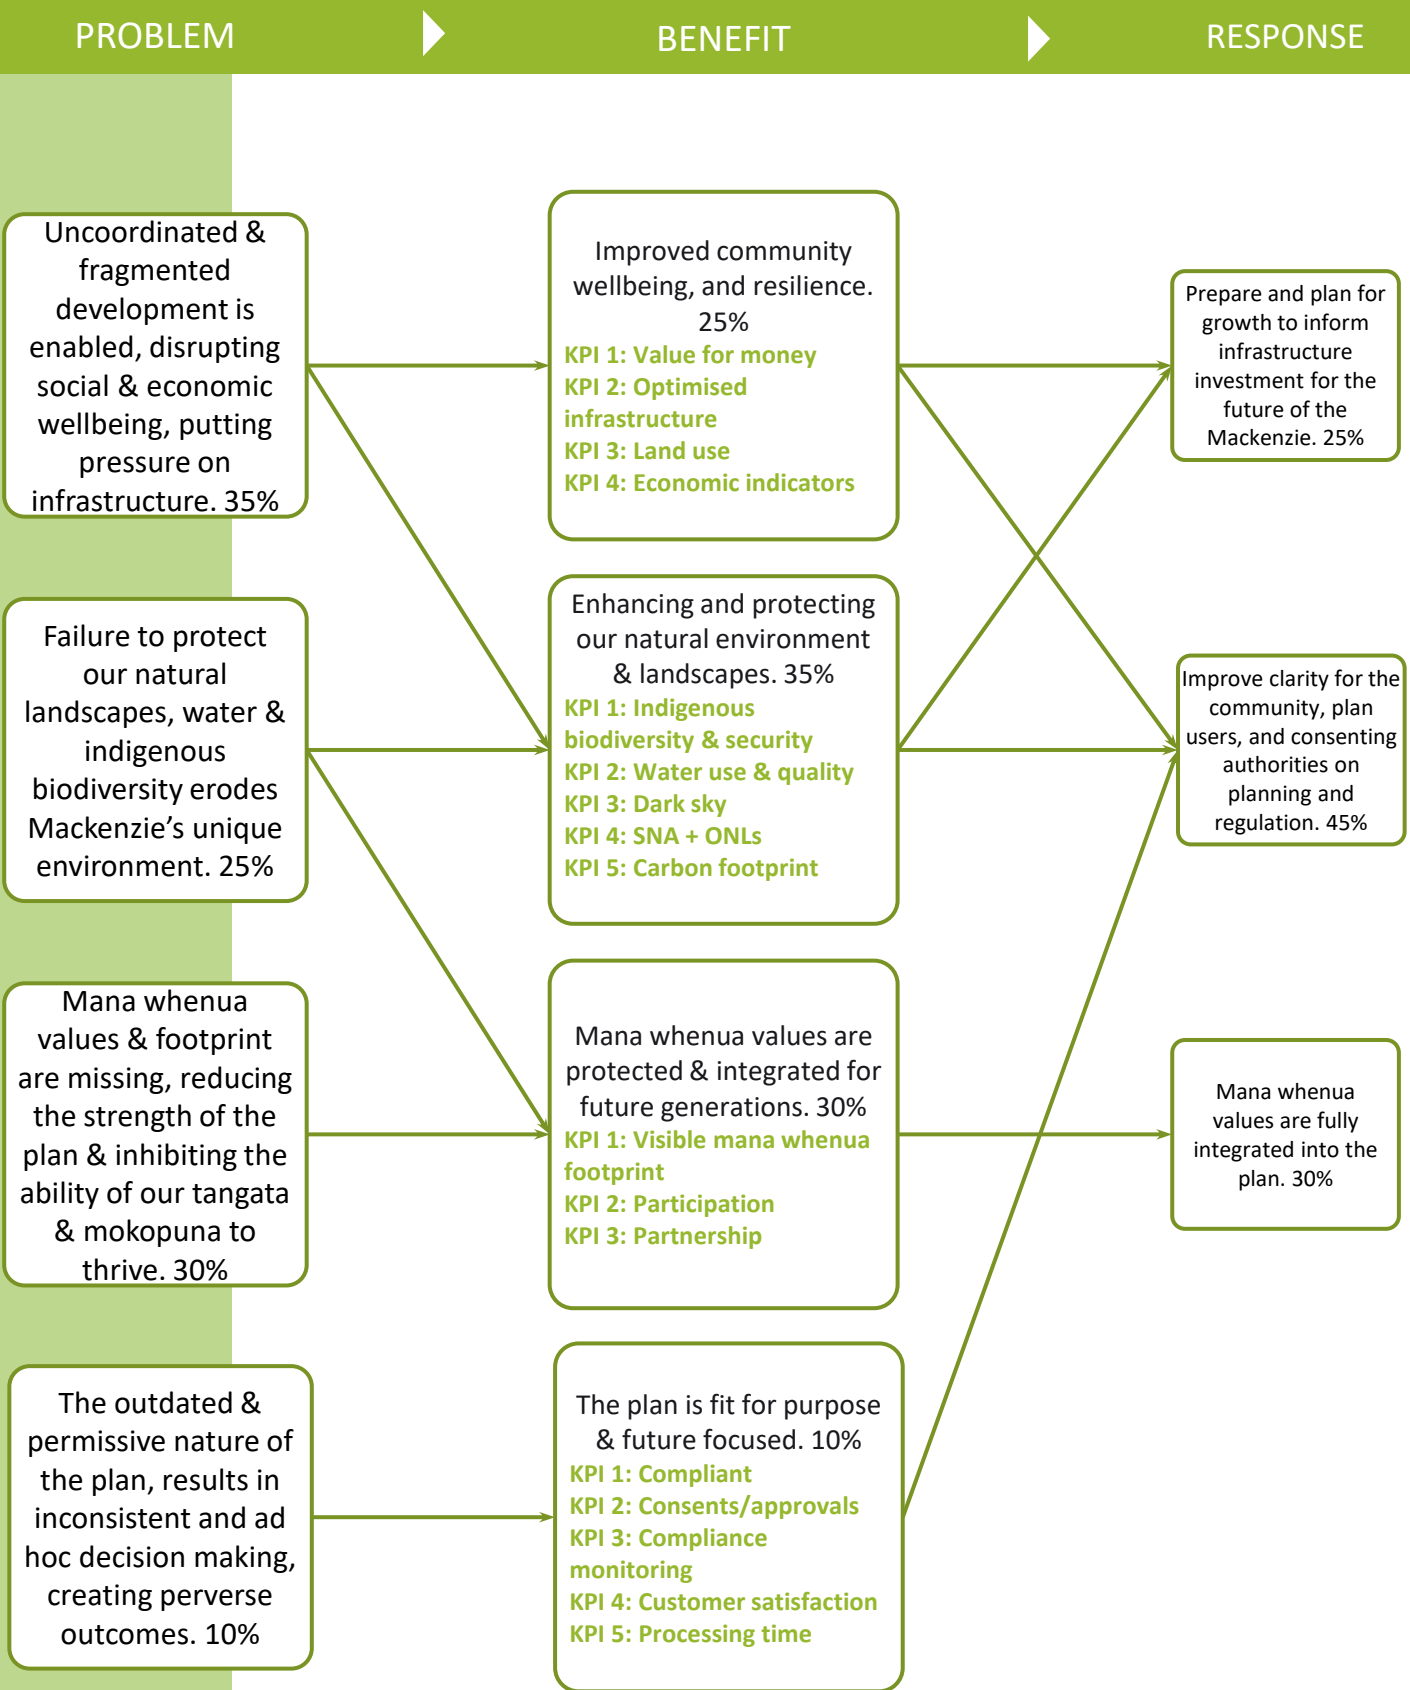 PROBLEM
BENEFIT
RESPONSE
Uncoordinated &
fragmented
development is
enabled, disrupting
social & economic
wellbeing, putting
pressure on
infrastructure. 35%
Failure to protect
our natural
landscapes, water &
indigenous
biodiversity erodes
Mackenzie’s unique
environment. 25%
Mana whenua
values & footprint
are missing, reducing
the strength of the
plan & inhibiting the
ability of our tangata
& mokopuna to
thrive. 30%
The outdated &
permissive nature of
the plan, results in
inconsistent and ad
hoc decision making,
creating perverse
outcomes. 10%
Improved community
wellbeing, and resilience.
25%
KPI 1: Value for money
KPI 2: Optimised
infrastructure
KPI 3: Land use
KPI 4: Economic indicators
Enhancing and protecting
our natural environment
& landscapes. 35%
KPI 1: Indigenous
biodiversity & security
KPI 2: Water use & quality
KPI 3: Dark sky
KPI 4: SNA + ONLs
KPI 5: Carbon footprint
Mana whenua values are
protected & integrated for
future generations. 30%
KPI 1: Visible mana whenua
footprint
KPI 2: Participation
KPI 3: Partnership
The plan is fit for purpose
& future focused. 10%
KPI 1: Compliant
KPI 2: Consents/approvals
KPI 3: Compliance
monitoring
KPI 4: Customer satisfaction
KPI 5: Processing time
Prepare and plan for
growth to inform
infrastructure
investment for the
future of the
Mackenzie. 25%
Improve clarity for the
community, plan
users, and consenting
authorities on
planning and
regulation. 45%
Mana whenua
values are fully
integrated into the
plan. 30%